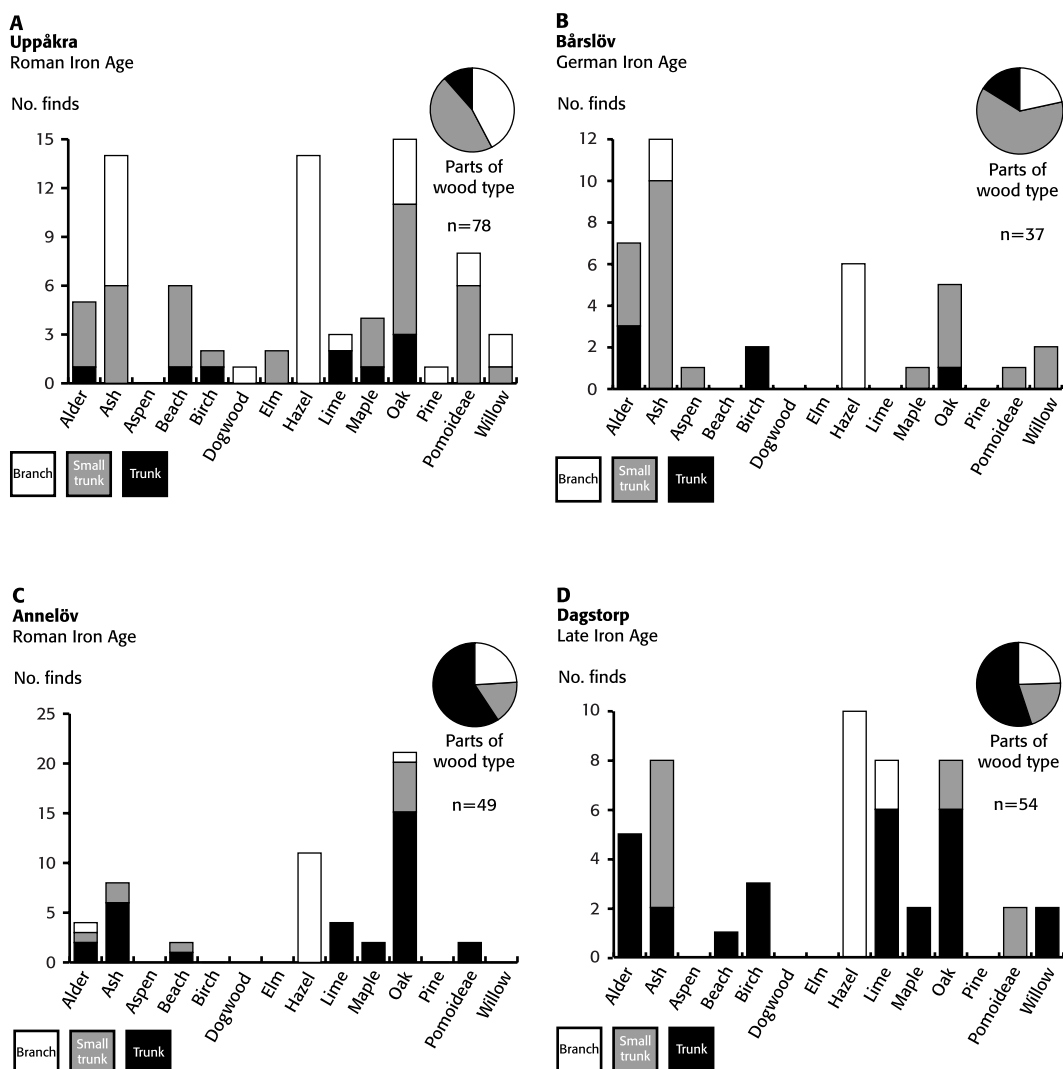 A
Uppåkra
Roman Iron Age
No. finds
15
12
9
6
3
0
Alder
Ash
Aspen
Beach
Birch
Dogwood
Elm
Hazel
Lime
Maple
Oak
Pine
Pomoideae
Willow
Parts of
wood type
n=78
Branch
Small
trunk
Trunk
B
Bårslöv
German Iron Age
No. finds
12
10
8
6
4
2
0
Alder
Ash
Aspen
Beach
Birch
Dogwood
Elm
Hazel
Lime
Maple
Oak
Pine
Pomoideae
Willow
Parts of
wood type
n=37
Branch
Small
trunk
Trunk
C
Annelöv
Roman Iron Age
No. finds
25
20
15
10
5
0
Alder
Ash
Aspen
Beach
Birch
Dogwood
Elm
Hazel
Lime
Maple
Oak
Pine
Pomoideae
Willow
Parts of
wood type
n=49
Branch
Small
trunk
Trunk
D
Dagstorp
Late Iron Age
No. finds
10
8
6
4
2
0
Alder
Ash
Aspen
Beach
Birch
Dogwood
Elm
Hazel
Lime
Maple
Oak
Pine
Pomoideae
Willow
Parts of
wood type
n=54
Branch
Small
trunk
Trunk